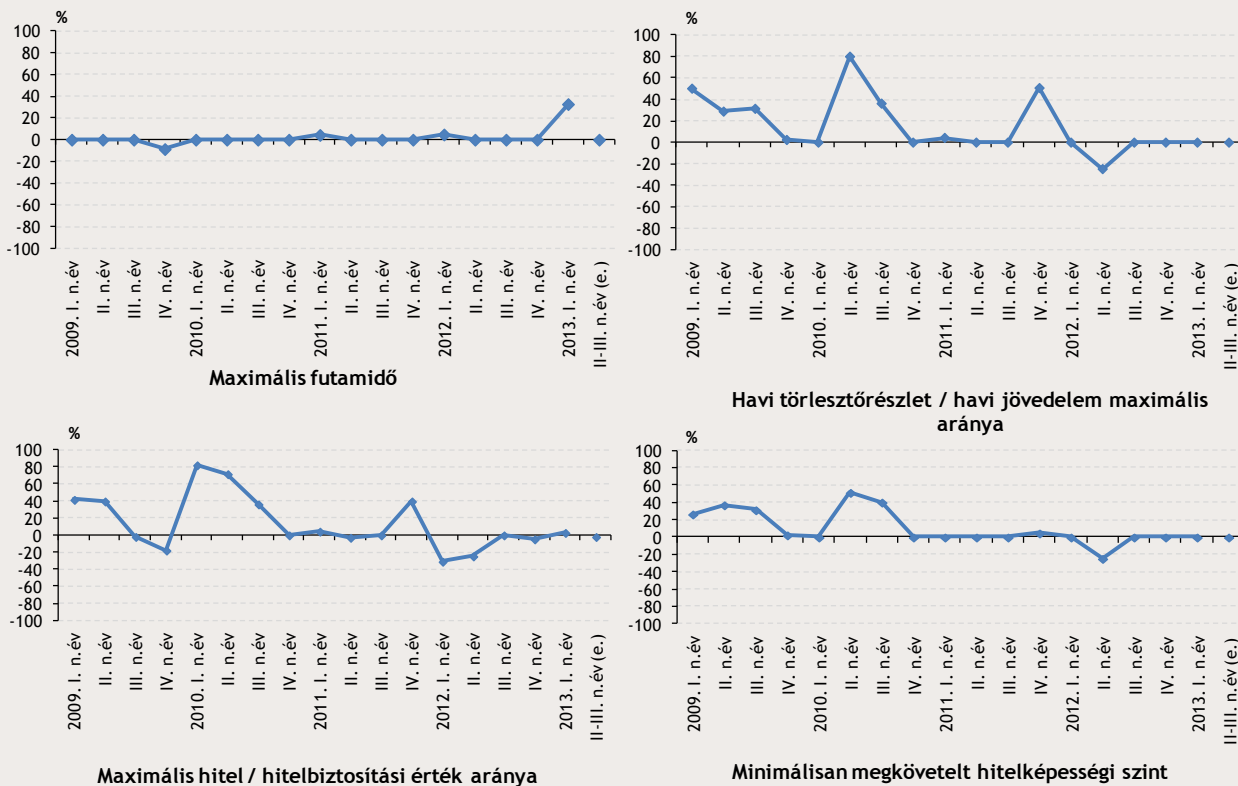 %
100
80
60
40
20
0
-20
-40
-60
-80
-100
2009. I. n.év
II. n.év
III. n.év
IV. n.év
2010. I. n.év
II. n.év
III. n.év
IV. n.év
2011. I. n.év
II. n.év
III. n.év
IV. n.év
2012. I. n.év
II. n.év
III. n.év
IV. n.év
2013. I. n.év
II-III. n.év (e.)
Maximális futamidő
%
100
80
60
40
20
0
-20
-40
-60
-80
-100
2009. I. n.év
II. n.év
III. n.év
IV. n.év
2010. I. n.év
II. n.év
III. n.év
IV. n.év
2011. I. n.év
II. n.év
III. n.év
IV. n.év
2012. I. n.év
II. n.év
III. n.év
IV. n.év
2013. I. n.év
II-III. n.év (e.)
Havi törlesztőrészlet / havi jövedelem maximális
aránya
%
100
80
60
40
20
0
-20
-40
-60
-80
-100
2009. I. n.év
II. n.év
III. n.év
IV. n.év
2010. I. n.év
II. n.év
III. n.év
IV. n.év
2011. I. n.év
II. n.év
III. n.év
IV. n.év
2012. I. n.év
II. n.év
III. n.év
IV. n.év
2013. I. n.év
II-III. n.év (e.)
Maximális hitel / hitelbiztosítási érték aránya
%
100
80
60
40
20
0
-20
-40
-60
-80
-100
2009. I. n.év
II. n.év
III. n.év
IV. n.év
2010. I. n.év
II. n.év
III. n.év
IV. n.év
2011. I. n.év
II. n.év
III. n.év
IV. n.év
2012. I. n.év
II. n.év
III. n.év
IV. n.év
2013. I. n.év
II-III. n.év (e.)
Minimálisan megkövetelt hitelképességi szint